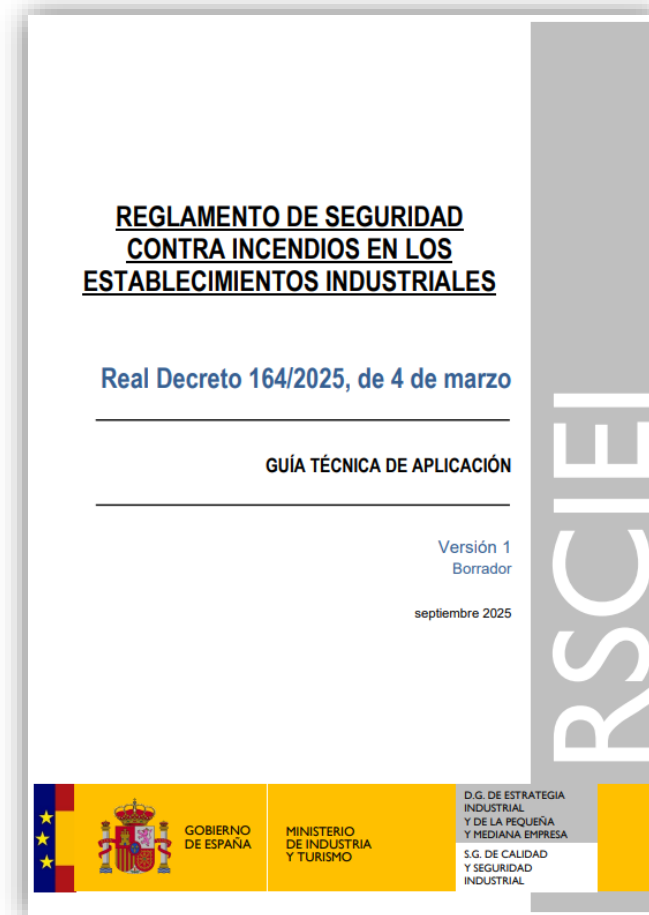 REGLAMENTO DE SEGURIDAD
CONTRA INCENDIOS EN LOS
ESTABLECIMIENTOS INDUSTRIALES
Real Decreto 164/2025, de 4 de marzo
GUÍA TÉCNICA DE APLICACIÓN
Versión 1
Borrador
septiembre 2025
RSCIEI
GOBIERNO
DE ESPAÑA
MINISTERIO
DE INDUSTRIA
Y TURISMO
D.G. DE ESTRATEGIA
INDUSTRIAL
Y DE LA PEQUEÑA
Y MEDIANA EMPRESA
S.G. DE CALIDAD
Y SEGURIDAD
INDUSTRIAL